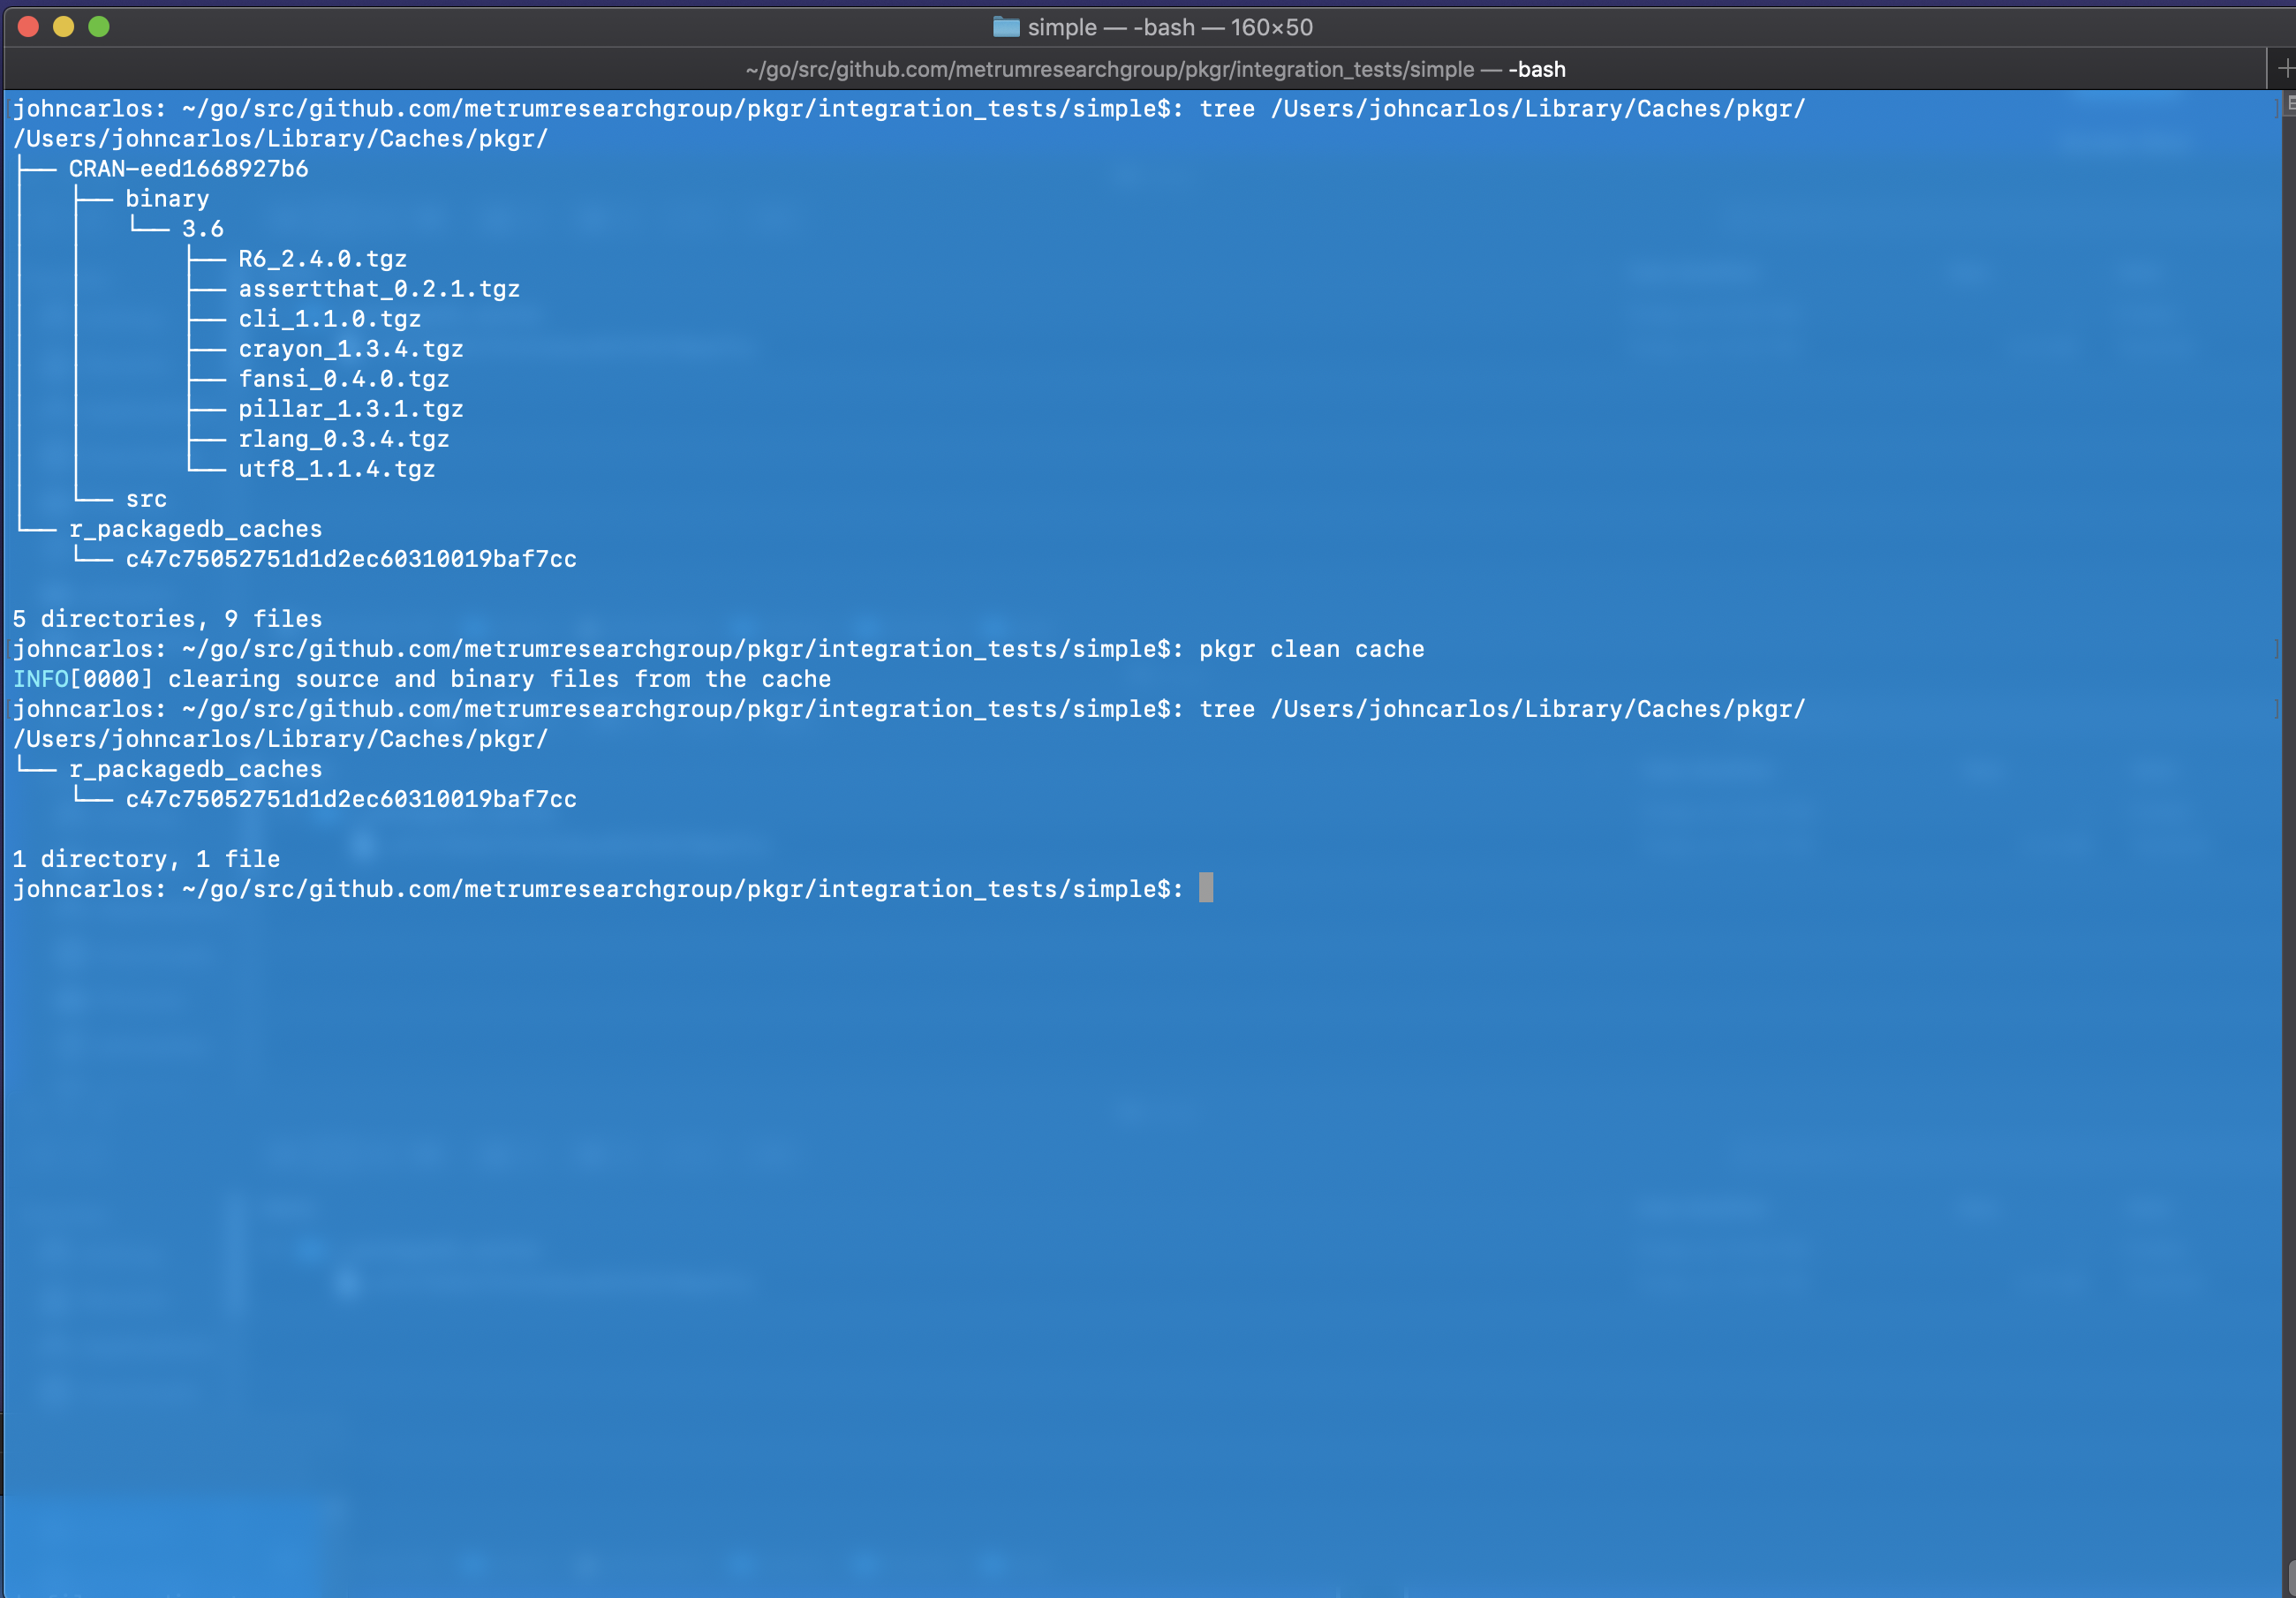 simple — -bash — 160×50
~/go/src/github.com/metrumresearchgroup/pkgr/integration_tests/simple — -bash
johncarlos: ~/go/src/github.com/metrumresearchgroup/pkgr/integration_tests/simple$: tree /Users/johncarlos/Library/Caches/pkgr/
/Users/johncarlos/Library/Caches/pkgr/
├── CRAN-eed1668927b6
│   ├── binary
│   │   └── 3.6
│   │       ├── R6_2.4.0.tgz
│   │       ├── assertthat_0.2.1.tgz
│   │       ├── cli_1.1.0.tgz
│   │       ├── crayon_1.3.4.tgz
│   │       ├── fansi_0.4.0.tgz
│   │       ├── pillar_1.3.1.tgz
│   │       ├── rlang_0.3.4.tgz
│   │       └── utf8_1.1.4.tgz
│   └── src
└── r_packagedb_caches
    └── c47c75052751d1d2ec60310019baf7cc

5 directories, 9 files
johncarlos: ~/go/src/github.com/metrumresearchgroup/pkgr/integration_tests/simple$: pkgr clean cache
INFO[0000] clearing source and binary files from the cache
johncarlos: ~/go/src/github.com/metrumresearchgroup/pkgr/integration_tests/simple$: tree /Users/johncarlos/Library/Caches/pkgr/
/Users/johncarlos/Library/Caches/pkgr/
└── r_packagedb_caches
    └── c47c75052751d1d2ec60310019baf7cc

1 directory, 1 file
johncarlos: ~/go/src/github.com/metrumresearchgroup/pkgr/integration_tests/simple$: